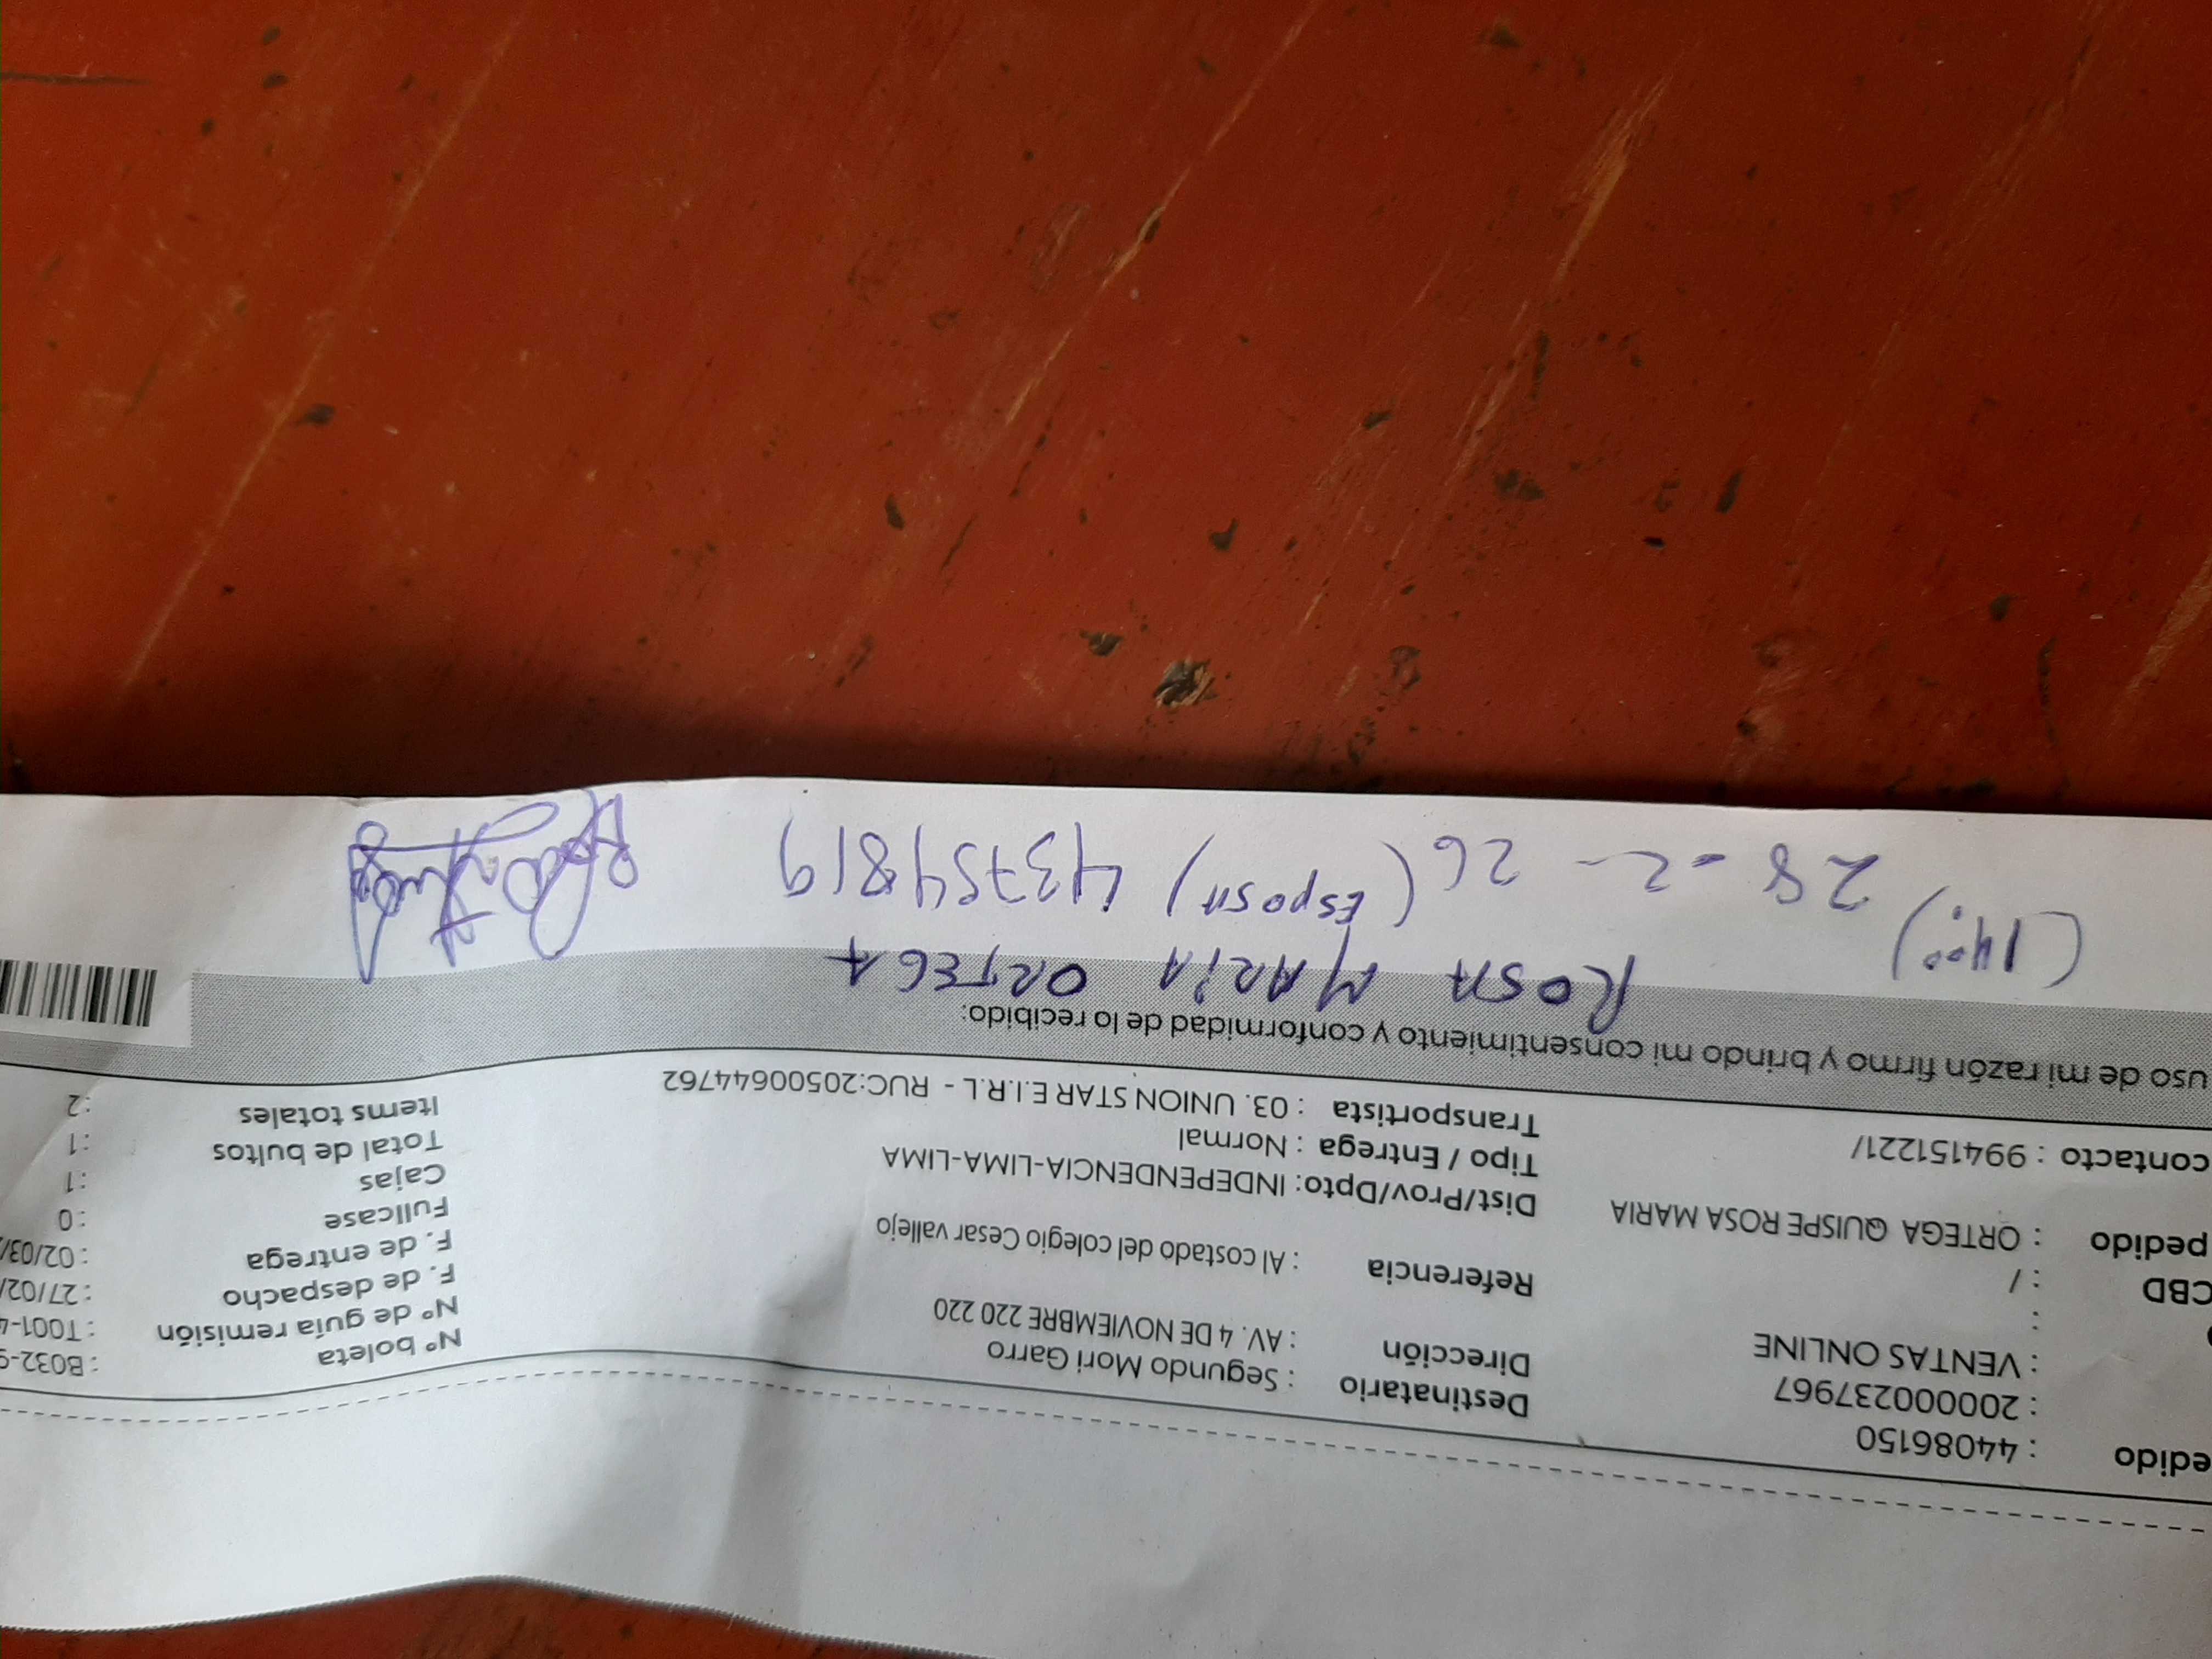 edido : 44086150
: 200000237967
: VENTAS ONLINE
:
CBD : /
pedido : ORTEGA QUISPE ROSA MARIA
contacto : 994151221/
Destinatario : Segundo Mori Garro
Dirección : AV. 4 DE NOVIEMBRE 220 220
Referencia : Al costado del colegio Cesar vallejo
Dist/Prov/Dpto: INDEPENDENCIA-LIMA-LIMA
Tipo / Entrega : Normal
Transportista : 03. UNION STAR E.I.R.L - RUC:20500644762
Nº boleta : B032-9
Nº de guía remisión : T001-4
F. de despacho : 27/02/
F. de entrega : 02/03/
Fullcase : 0
Cajas : 1
Total de bultos : 1
Items totales : 2
uso de mi razón firmo y brindo mi consentimiento y conformidad de lo recibido:
ROSA MARIA ORTEGA
(14:00) 28 - 2 - 26 (Esposa) 43754819